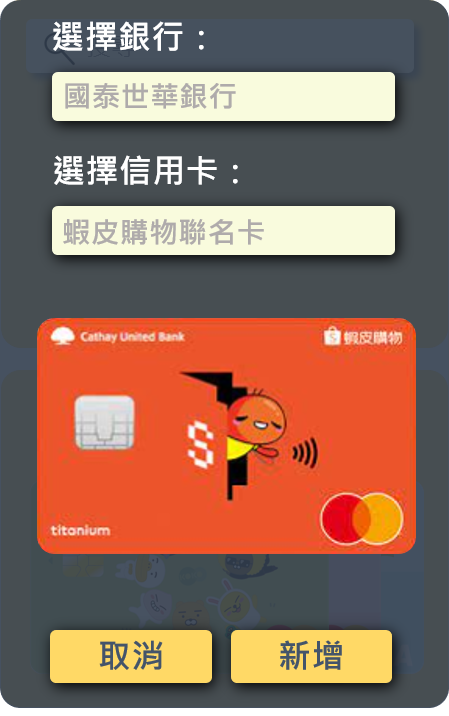 選擇銀行：
國泰世華銀行
選擇信用卡：
蝦皮購物聯名卡
Cathay United Bank
蝦皮購物
titanium
取消
新增